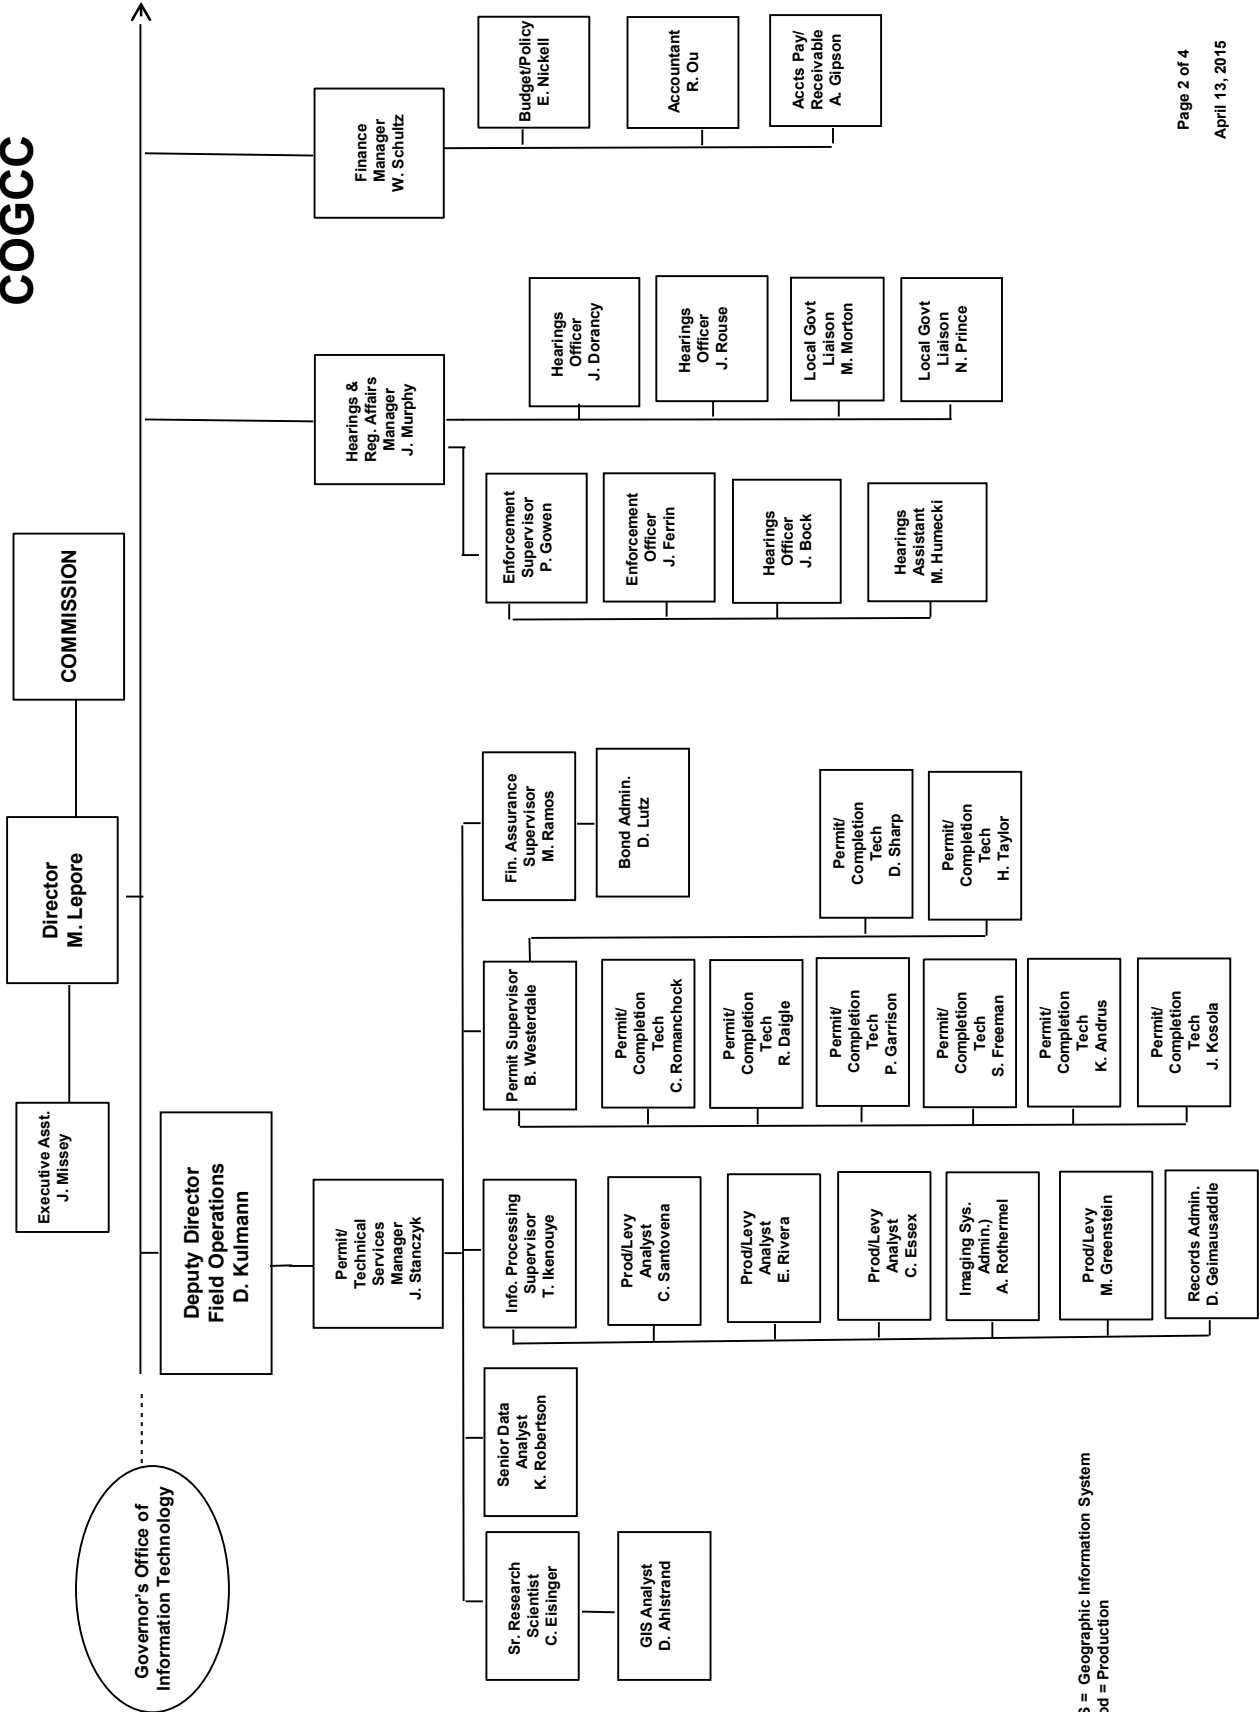 COGCC
COMMISSION
Director
M. Lepore
Executive Asst.
J. Missey
Governor's Office of
Information Technology
Deputy Director
Field Operations
D. Kulmann
Hearings &
Reg. Affairs
Manager
J. Murphy
Finance
Manager
W. Schultz
Permit/
Technical
Services
Manager
J. Stanczyk
Sr. Research
Scientist
C. Eisinger
GIS Analyst
D. Ahlstrand
Senior Data
Analyst
K. Robertson
Info. Processing
Supervisor
T. Ikenouye
Prod/Levy
Analyst
C. Santovena
Prod/Levy
Analyst
E. Rivera
Prod/Levy
Analyst
C. Essex
Imaging Sys.
Admin.)
A. Rothermel
Prod/Levy
M. Greenstein
Records Admin.
D. Geimausaddle
Permit Supervisor
B. Westerdale
Permit/
Completion
Tech
C. Romanchock
Permit/
Completion
Tech
R. Daigle
Permit/
Completion
Tech
P. Garrison
Permit/
Completion
Tech
S. Freeman
Permit/
Completion
Tech
K. Andrus
Permit/
Completion
Tech
J. Kosola
Permit/
Completion
Tech
D. Sharp
Permit/
Completion
Tech
H. Taylor
Fin. Assurance
Supervisor
M. Ramos
Bond Admin.
D. Lutz
Enforcement
Supervisor
P. Gowen
Enforcement
Officer
J. Ferrin
Hearings
Officer
J. Bock
Hearings
Assistant
M. Humecki
Hearings
Officer
J. Dorancy
Hearings
Officer
J. Rouse
Local Govt
Liaison
M. Morton
Local Govt
Liaison
N. Prince
Budget/Policy
E. Nickell
Accountant
R. Ou
Accts Pay/
Receivable
A. Gipson
S = Geographic Information System
od = Production
Page 2 of 4
April 13, 2015